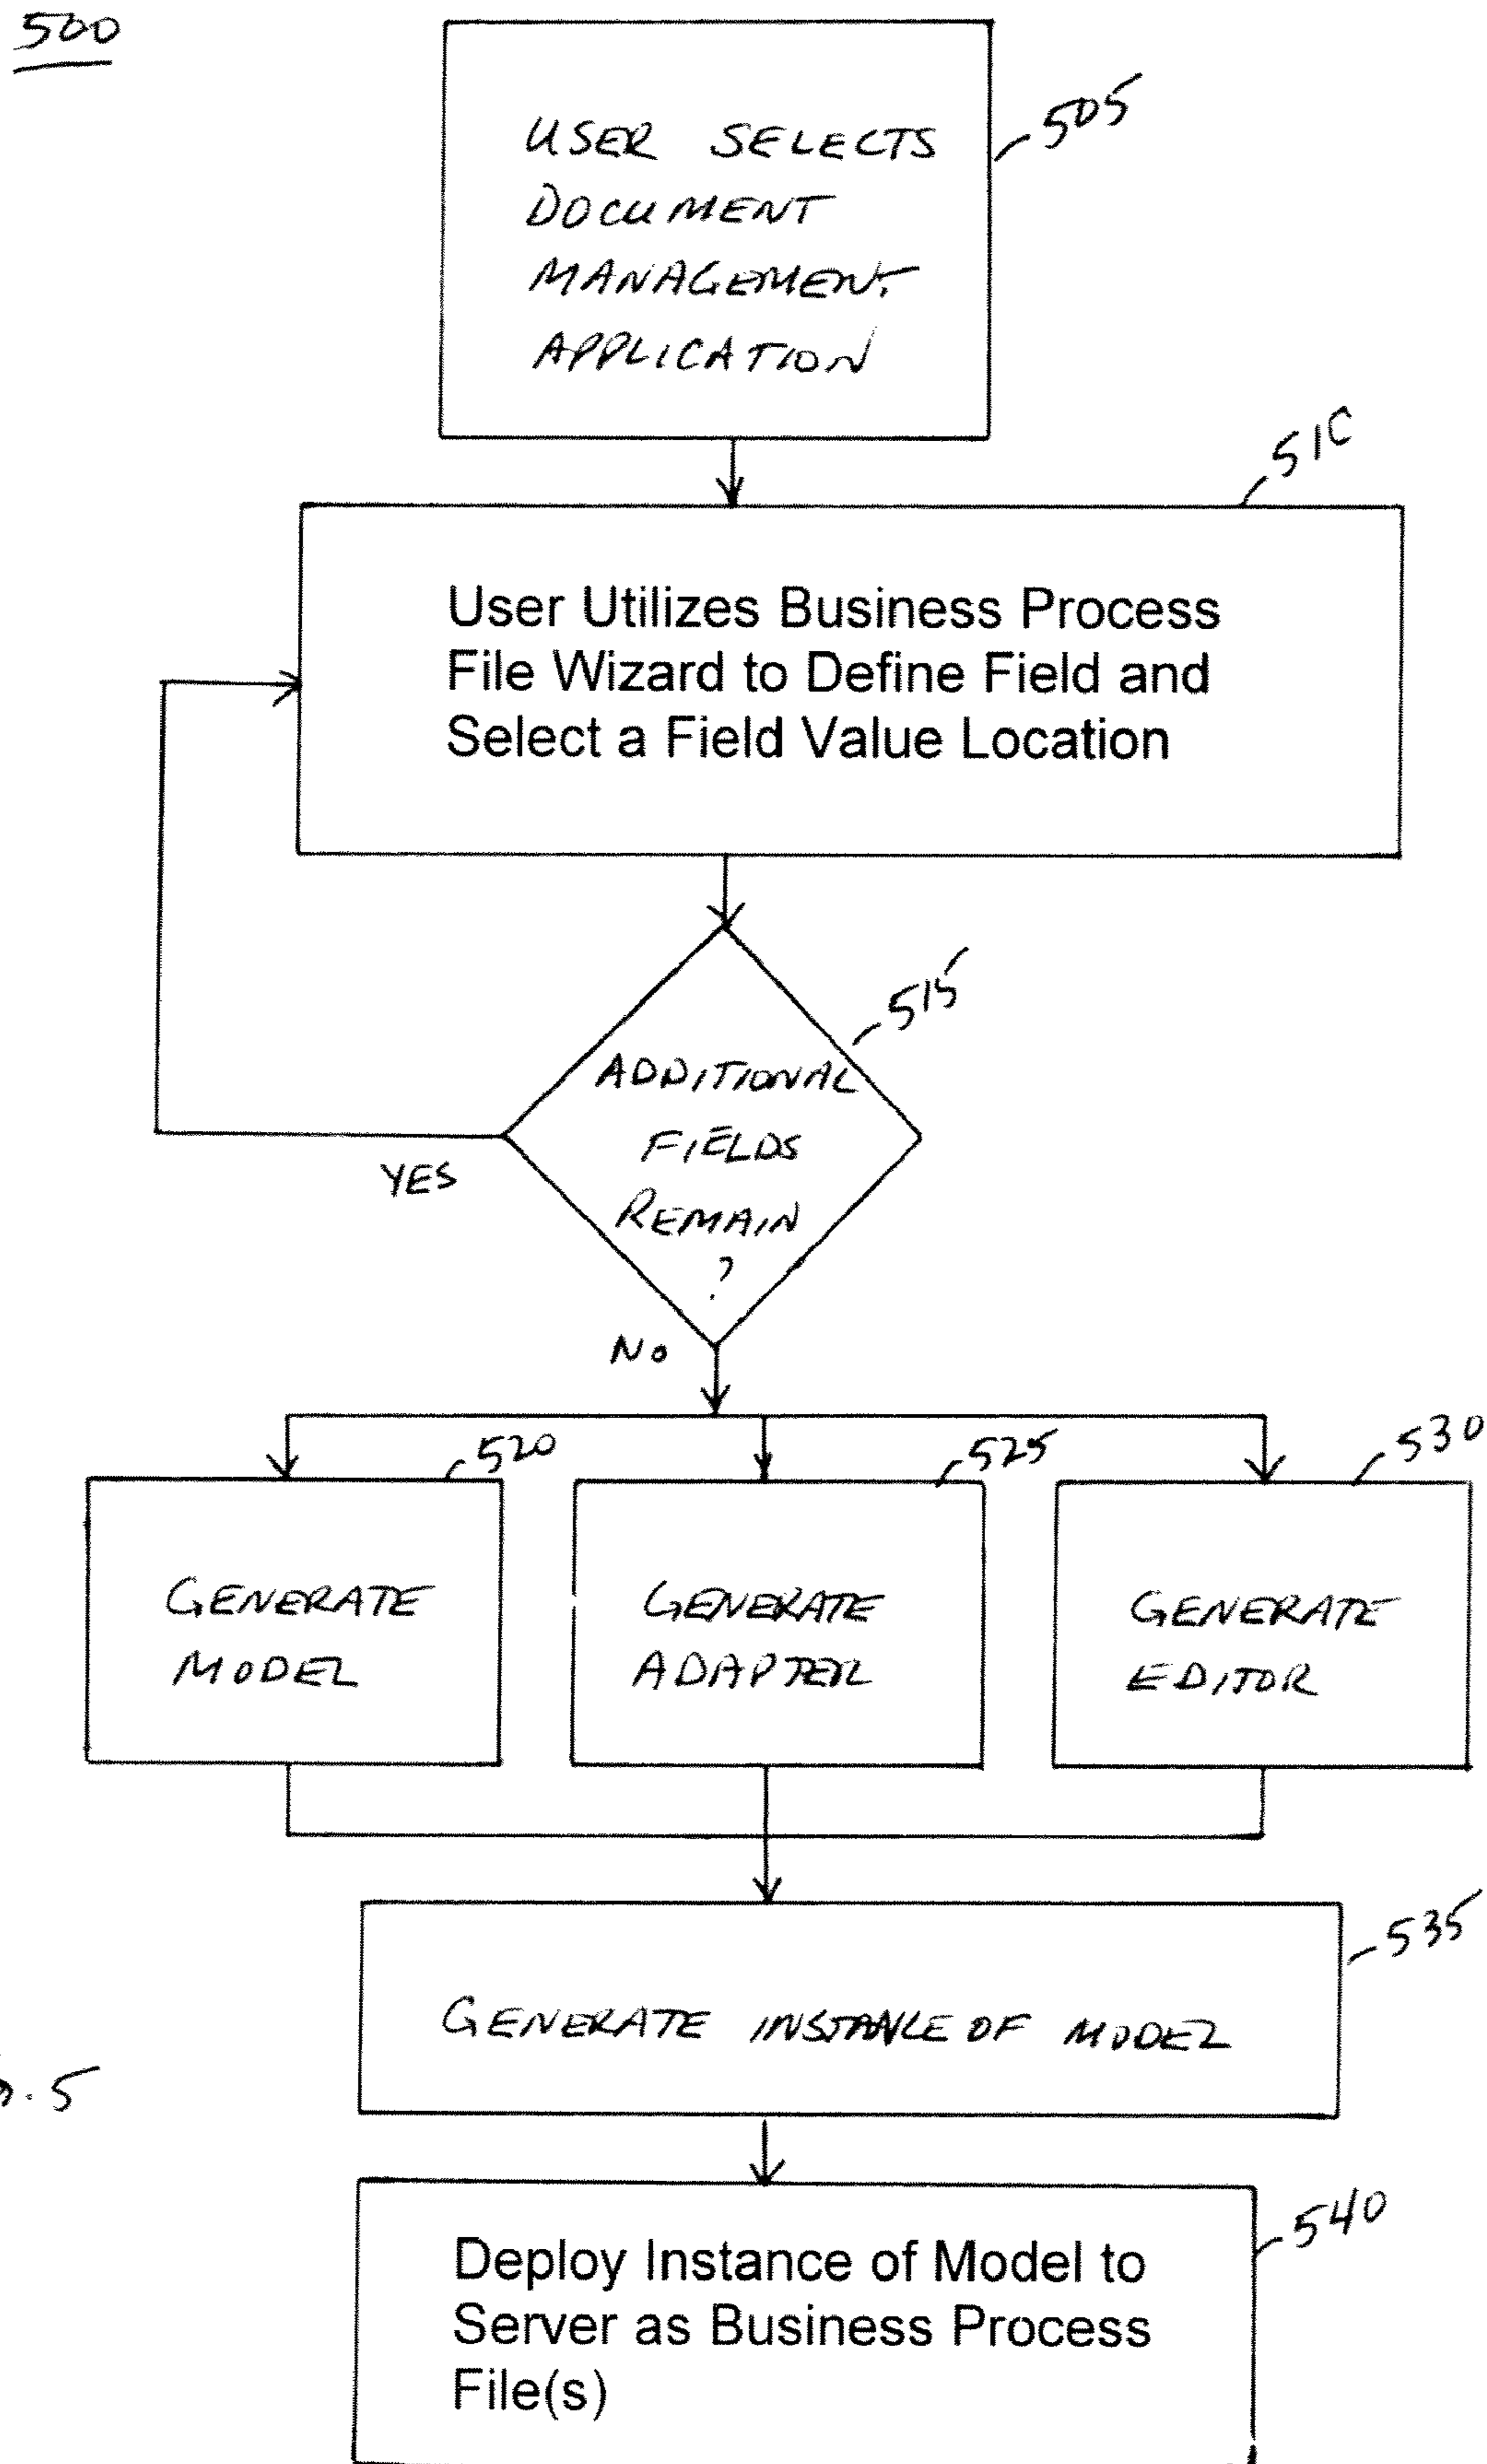 500
USER SELECTS
DOCUMENT
MANAGEMENT
APPLICATION
505
510
User Utilizes Business Process
File Wizard to Define Field and
Select a Field Value Location
515
ADDITIONAL
FIELDS
REMAIN
?
YES
No
520
525
530
GENERATE
MODEL
GENERATE
ADAPTER
GENERATE
EDITOR
535
GENERATE INSTANCE OF MODEL
5
540
Deploy Instance of Model to
Server as Business Process
File(s)